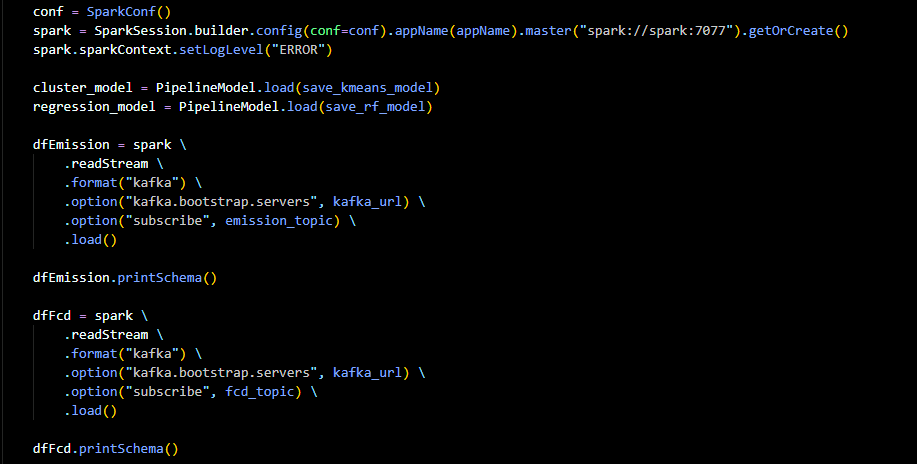 conf = SparkConf()
spark = SparkSession.builder.config(conf=conf).appName(appName).master("spark://spark:7077").getOrCreate()
spark.sparkContext.setLogLevel("ERROR")
cluster_model = PipelineModel.load(save_kmeans_model)
regression_model = PipelineModel.load(save_rf_model)
dfEmission = spark \
.readStream \
.format("kafka") \
.option("kafka.bootstrap.servers", kafka_url) \
.option("subscribe", emission_topic) \
.load()
dfEmission.printSchema()
dfFcd = spark \
.readStream \
.format("kafka") \
.option("kafka.bootstrap.servers", kafka_url) \
.option("subscribe", fcd_topic) \
.load()
dfFcd.printSchema()